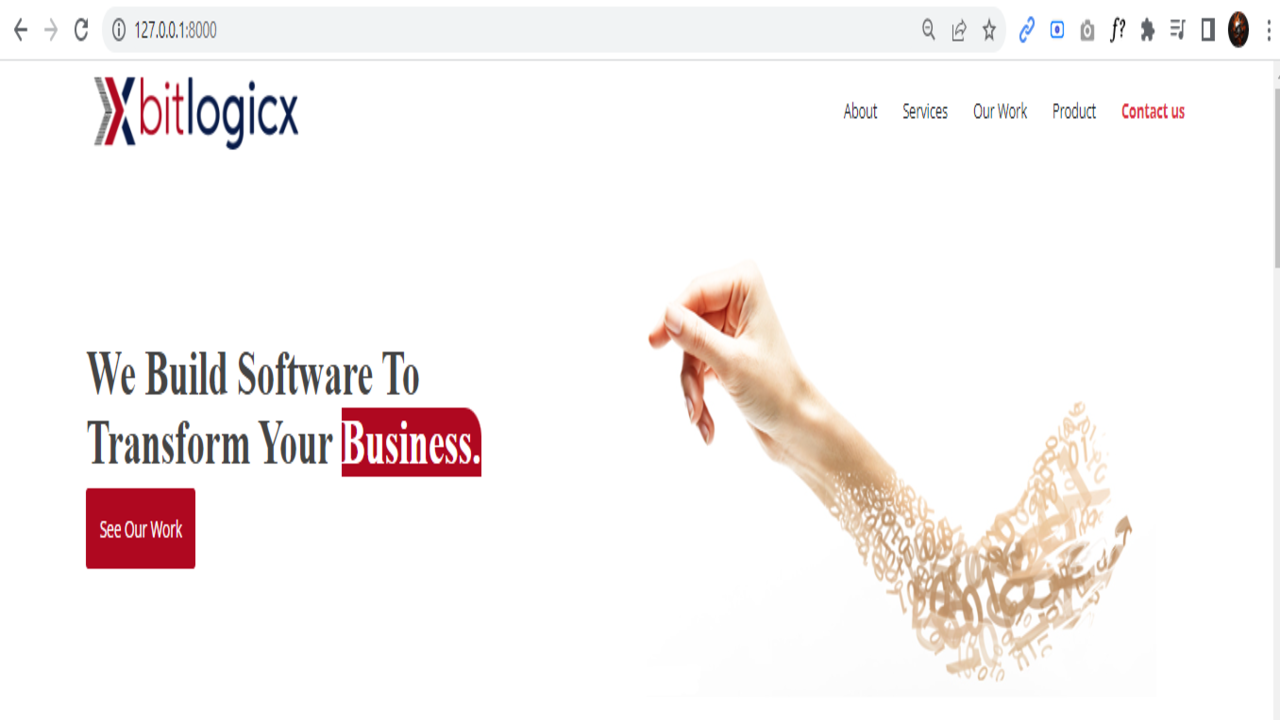 127.0.0.1:8000
f?
Xbitlogicx
About Services Our Work Product Contact us
We Build Software To
Transform Your Business.
See Our Work